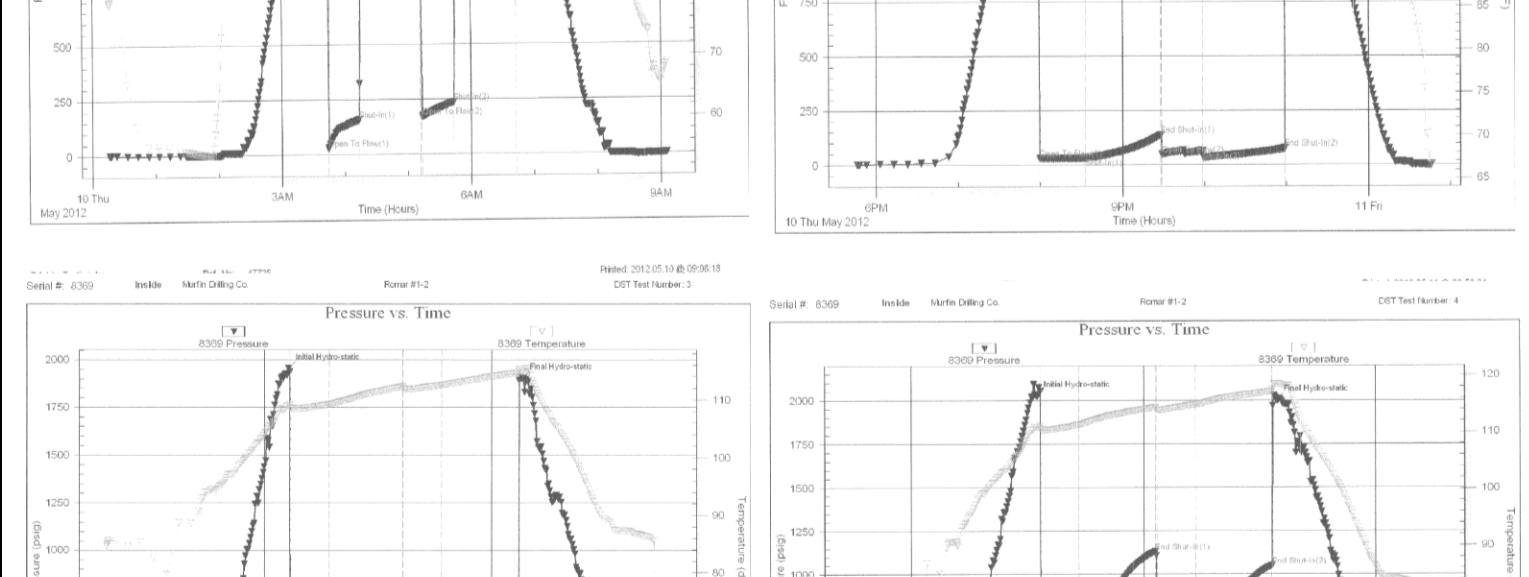 750
85
500
70
500
80
75
250
Shut-In(2)
250
Shut-In(1)
60
End Shut-In(1)
70
Open To Flow(1)
End Shut-In(2)
0
0
65
10 Thu
3AM
6AM
9AM
May 2012
Time (Hours)
6PM
9PM
11 Fri
10 Thu May 2012
Time (Hours)
Printed: 2012.05.10 @ 09:08:18
Serial #: 8369
Inside
Murfin Drilling Co.
Romar #1-2
DST Test Number: 3
Pressure vs. Time
8369 Pressure
8369 Temperature
2000
Initial Hydro-static
Final Hydro-static
1750
110
1500
100
1250
90
1000
80
Temperature
(psig)
Serial #: 8369
Inside
Murfin Drilling Co.
Romar #1-2
DST Test Number: 4
Pressure vs. Time
8369 Pressure
8369 Temperature
120
Initial Hydro-static
Final Hydro-static
2000
1750
110
1500
100
1250
90
End Shut-In(1)
End Shut-In(2)
1000
Temperature
(psig)